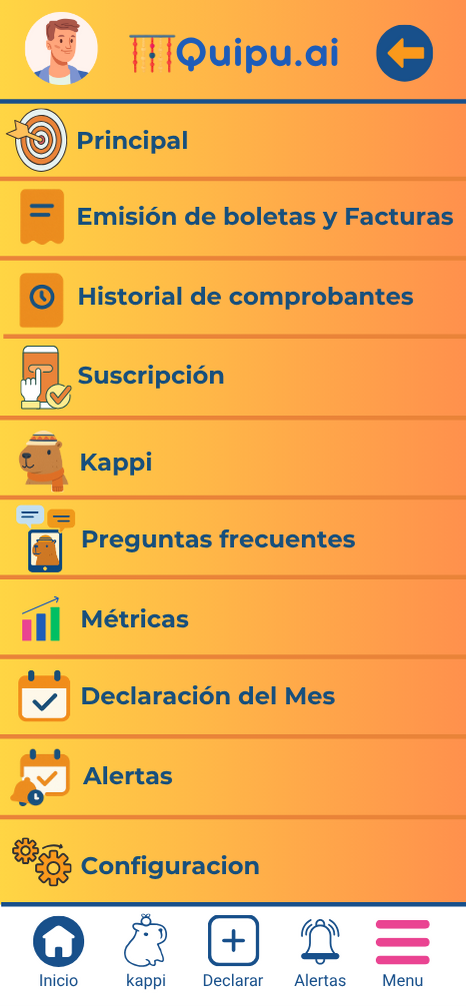 Quipu.ai
Principal
Emisión de boletas y Facturas
Historial de comprobantes
Suscripción
Kappi
Preguntas frecuentes
Métricas
Declaración del Mes
Alertas
Configuracion
Inicio
kappi
Declarar
Alertas
Menu